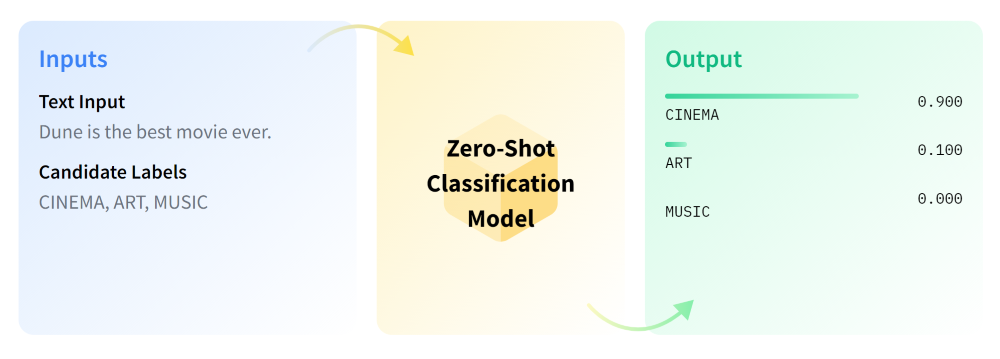 Inputs
Text Input
Dune is the best movie ever.
Candidate Labels
CINEMA, ART, MUSIC
Zero-Shot
Classification
Model
Output
0.900
CINEMA
0.100
ART
0.000
MUSIC